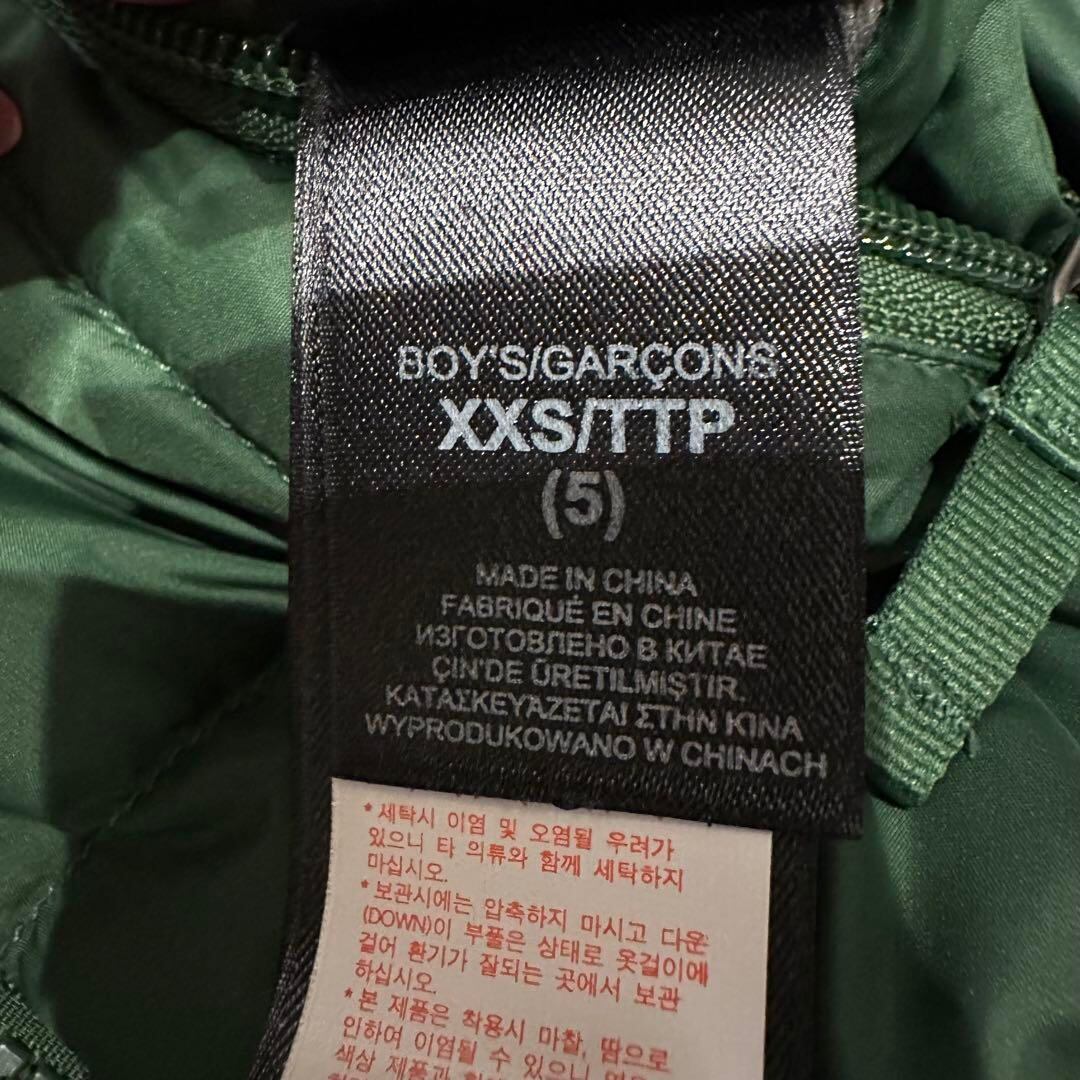 BOY'S/GARÇONS
XXS/TTP
(5)
MADE IN CHINA
FABRIQUÉ EN CHINE
ИЗГОТОВЛЕНО В КИТАЕ
ÇIN'DE ÜRETILMIŞTIR.
ΚΑΤΑΣΚΕΥΆΖΕΤΑΙ ΣΤΗΝ ΚΙΝΑ
WYPRODUKOWANO W CHINACH
*세탁시 이염 및 오염될 우려가
있으니 타 의류와 함께 세탁하지
마십시오.
*보관시에는 압축하지 마시고 다운
(DOWN)이 부풀은 상태로 옷걸이에
걸어 환기가 잘되는 곳에서 보관
하십시오.
*본 제품은 착용시 마찰, 땀으로
인하여 이염될 수 있으니
색상 제품과